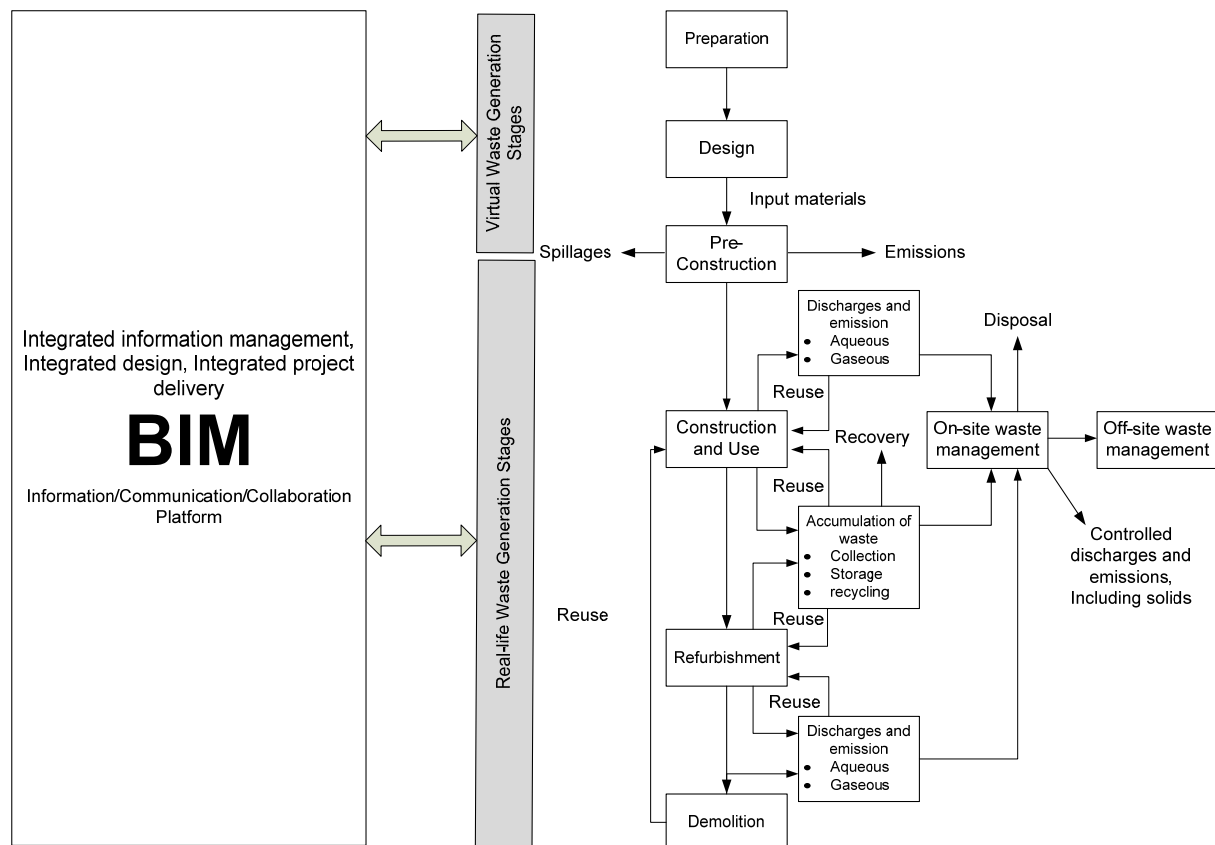 Integrated information management,
Integrated design, Integrated project
delivery
BIM
Information/Communication/Collaboration
Platform
Virtual Waste Generation
Stages
Real-life Waste Generation Stages
Preparation
Design
Input materials
Spillages
Pre-
Construction
Emissions
Discharges and
emission
• Aqueous
• Gaseous
Disposal
Reuse
Construction
and Use
Recovery
On-site waste
management
Off-site waste
management
Reuse
Accumulation of
waste
• Collection
• Storage
• recycling
Controlled
discharges and
emissions,
Including solids
Reuse
Reuse
Refurbishment
Reuse
Discharges and
emission
• Aqueous
• Gaseous
Demolition